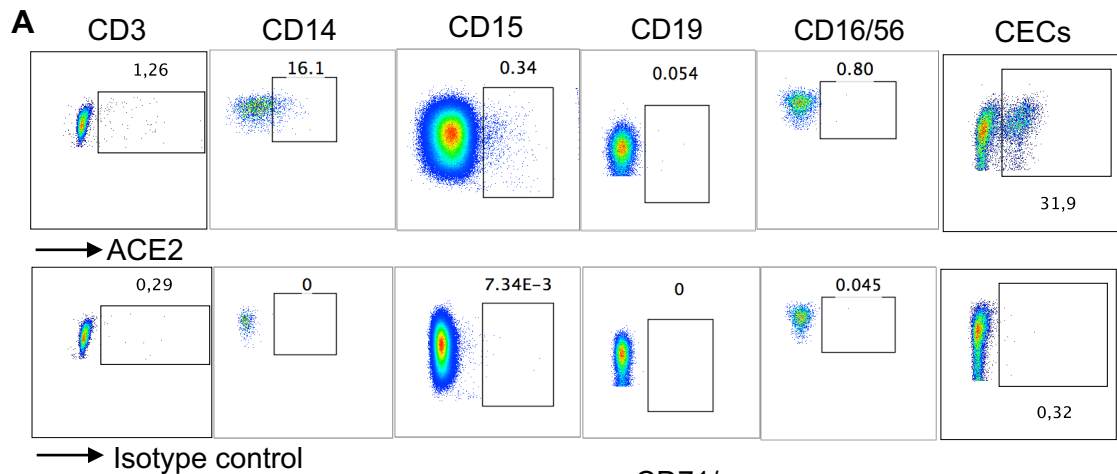 A
CD3 CD14 CD15 CD19 CD16/56 CECs
1,26 16.1 0.34 0.054 0.80
31,9
ACE2
0,29 0 7.34E-3 0 0.045
0,32
Isotype control